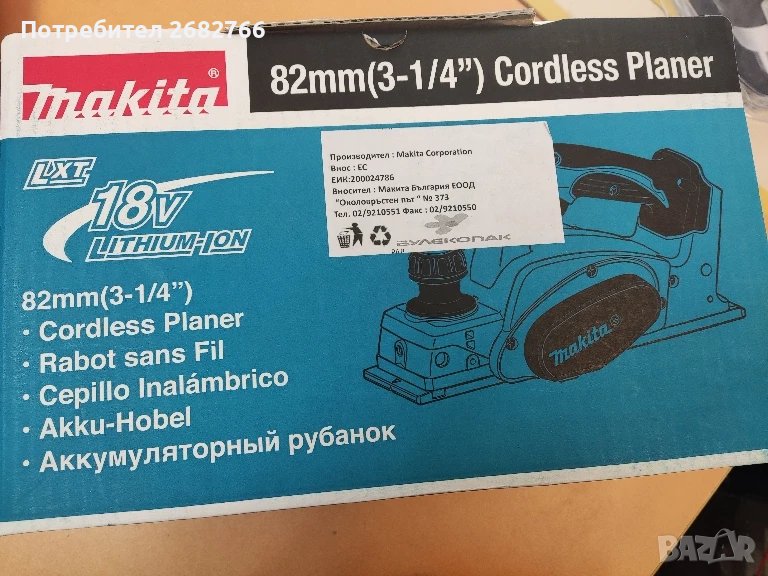 Потребител 2682766
makita®
82mm(3-1/4”) Cordless Planer
LXT
18V
LITHIUM-ION
Производител : Makita Corporation
Внос : ЕС
ЕИК:200024786
Вносител : Макита България ЕООД
"Околовръстен път " № 373
Тел. 02/9210551 Факс : 02/9210550
БУЛЕКОПАК
82mm(3-1/4”)
· Cordless Planer
· Rabot sans Fil
· Cepillo Inalámbrico
· Akku-Hobel
· Аккумуляторный рубанок
makita®
BAZAR